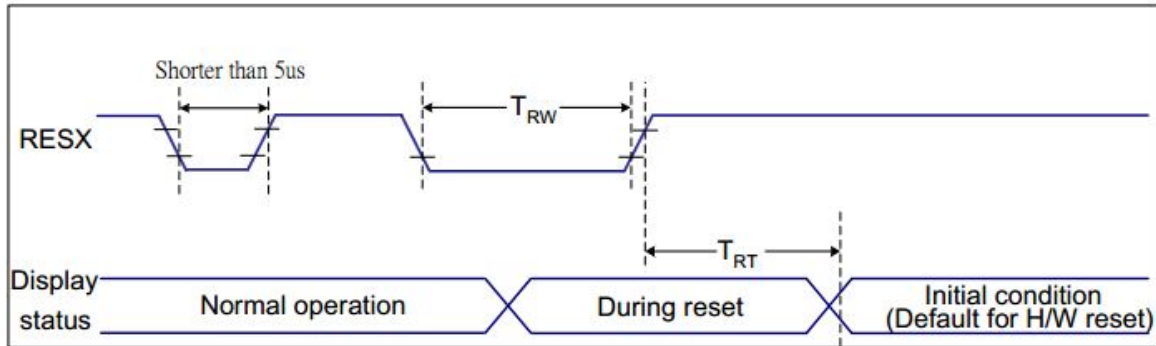 Shorter than 5us
RESX
TRW
TRT
Display
status
Normal operation
During reset
Initial condition
(Default for H/W reset)